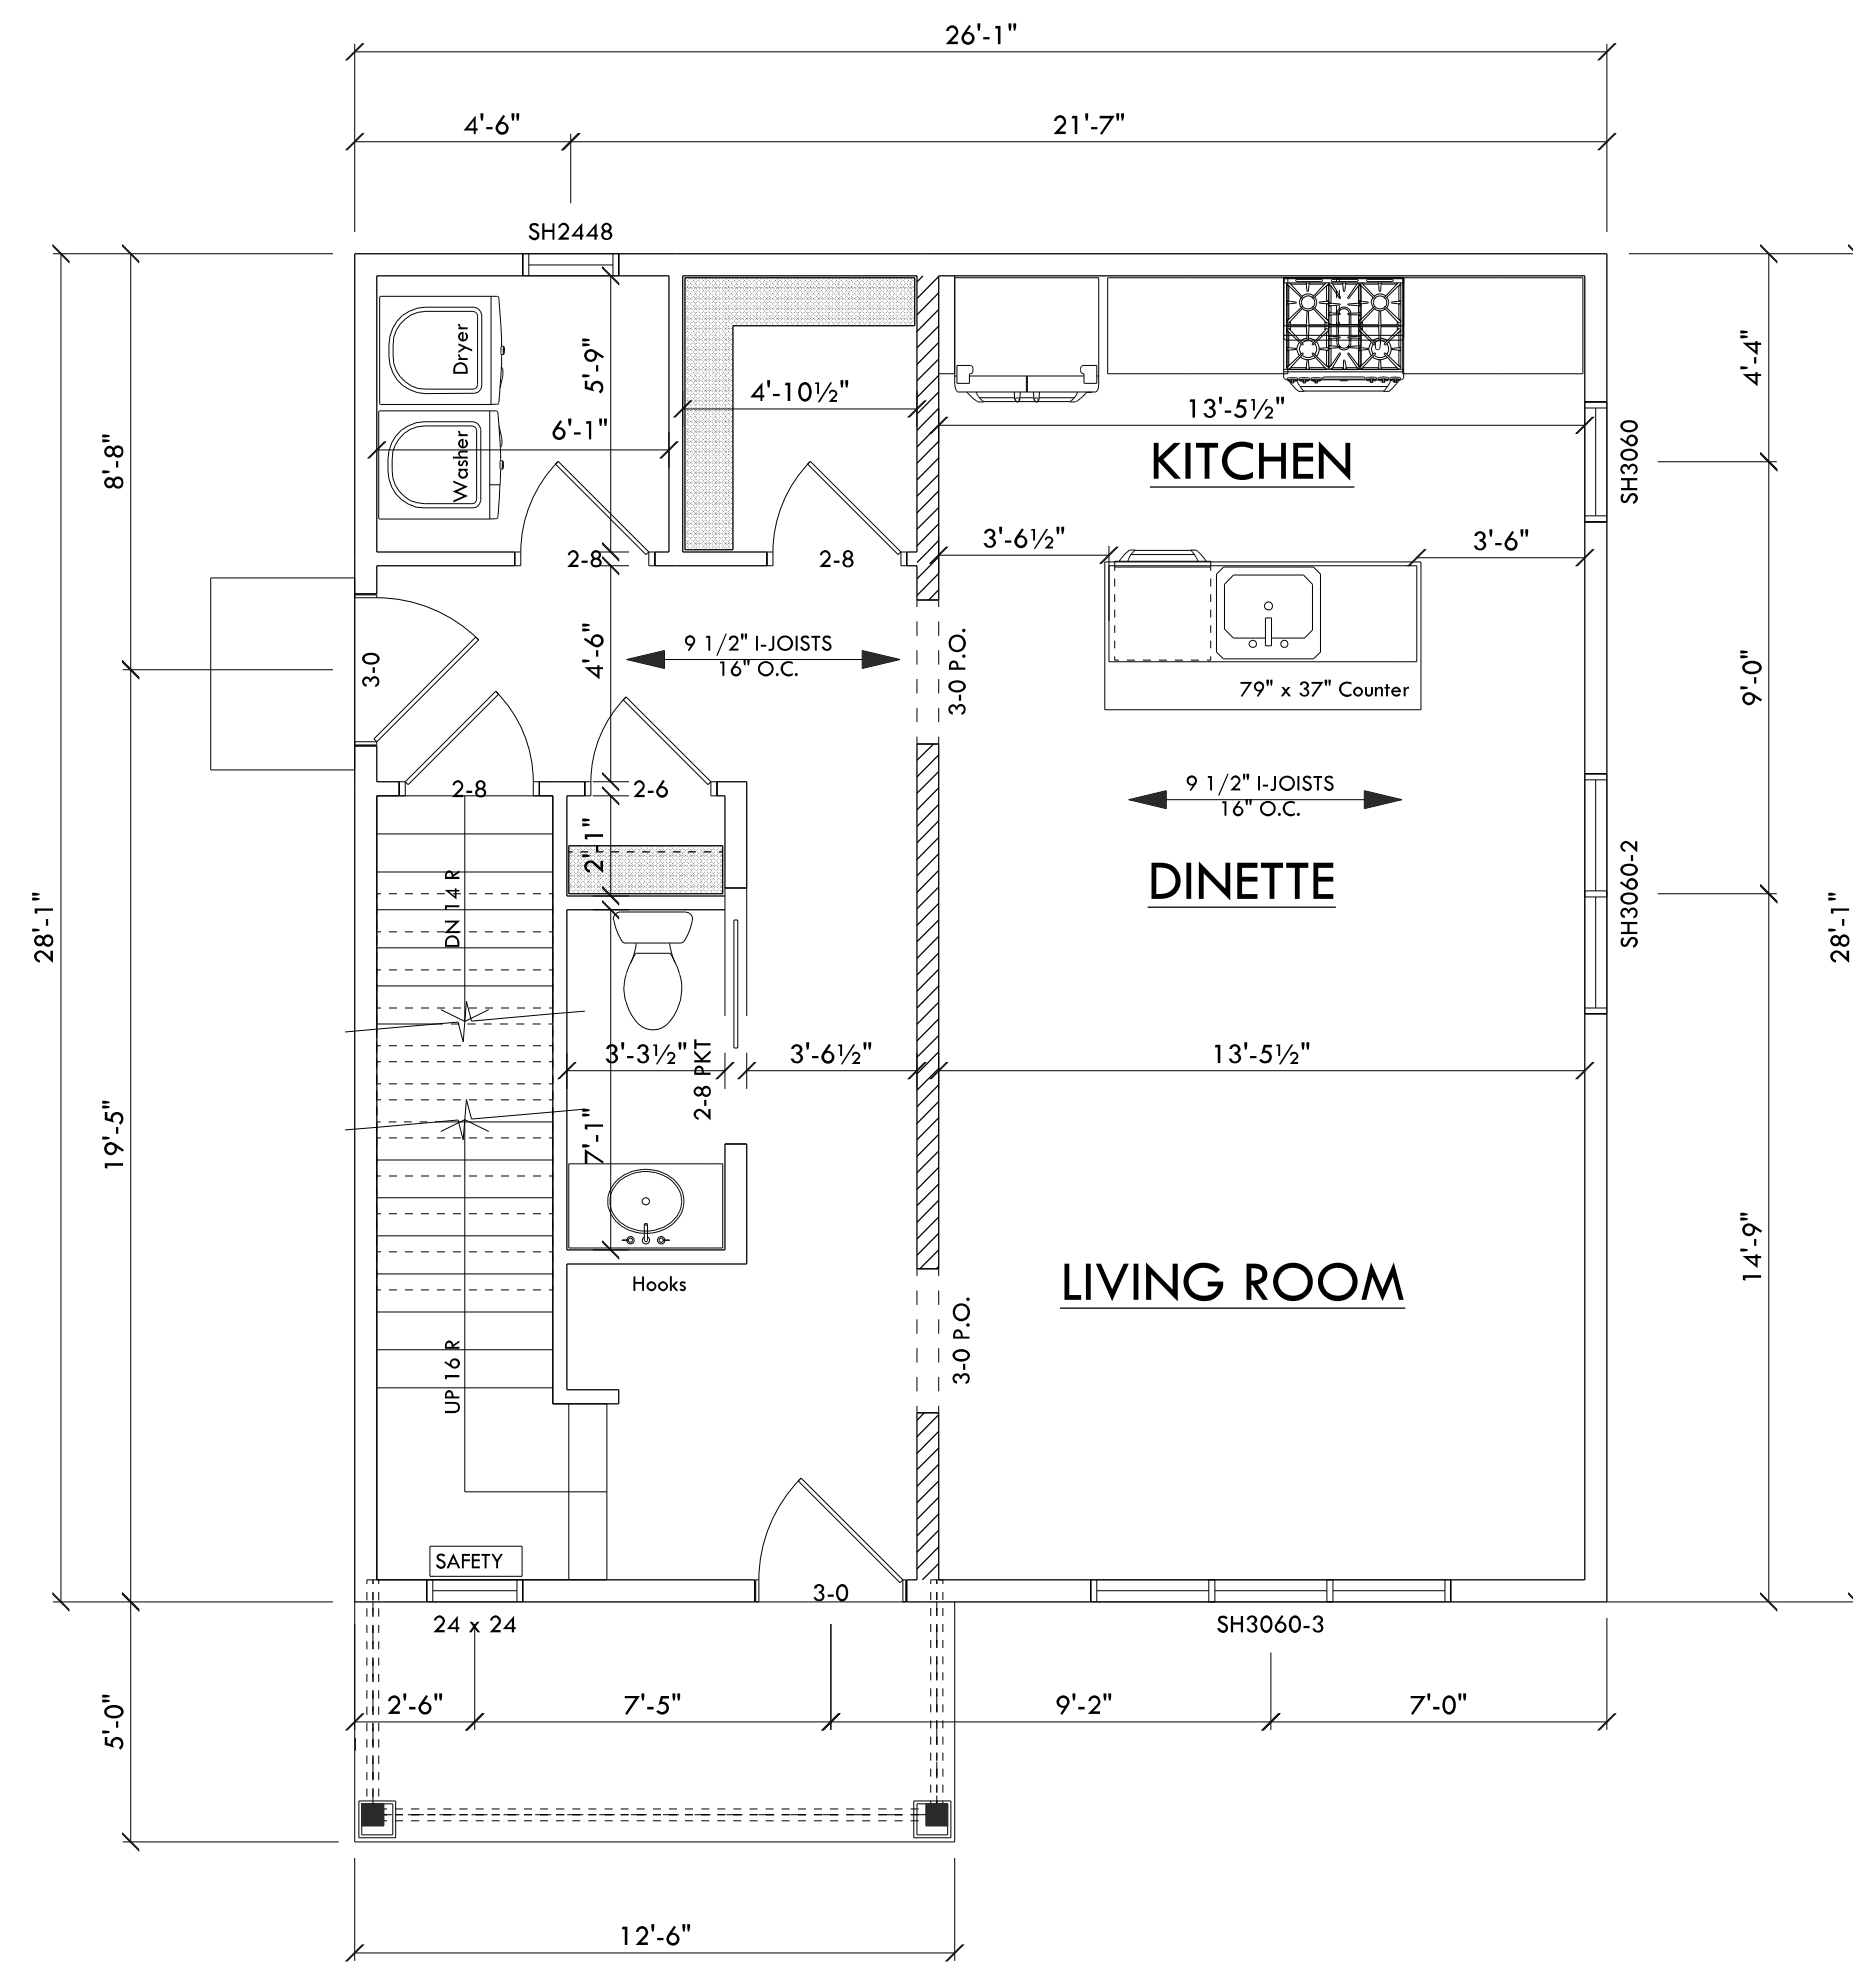 26'-1"
4'-6"
21'-7"
SH2448
Dryer
Washer
5'-9"
6'-1"
4'-10½"
13'-5½"
KITCHEN
4'-4"
8'-8"
SH3060
3'-6½"
3'-6"
2-8
2-8
3-0
4'-6"
9 1/2" I-JOISTS
16" O.C.
3-0 P.O.
79" x 37" Counter
9'-0"
2-8
2-6
9 1/2" I-JOISTS
16" O.C.
DINETTE
2'-1"
DN 14 R
28'-1"
SH3060-2
28'-1"
3'-3½"
2-8 PKT
3'-6½"
13'-5½"
19'-5"
7'-1"
Hooks
LIVING ROOM
14'-9"
3-0 P.O.
UP 16 R
SAFETY
3-0
24 x 24
SH3060-3
5'-0"
2'-6"
7'-5"
9'-2"
7'-0"
12'-6"